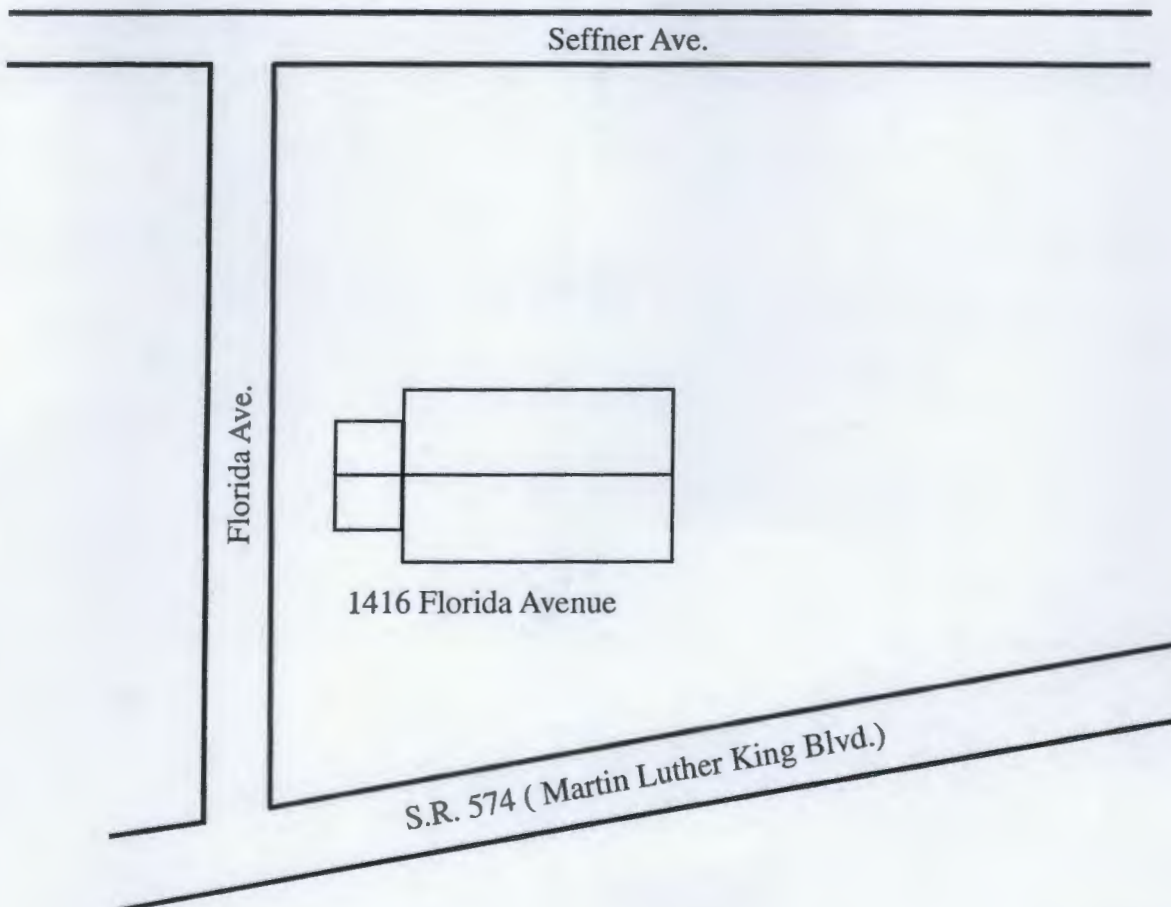 Seffner Ave.
Florida Ave.
1416 Florida Avenue
S.R. 574 ( Martin Luther King Blvd.)